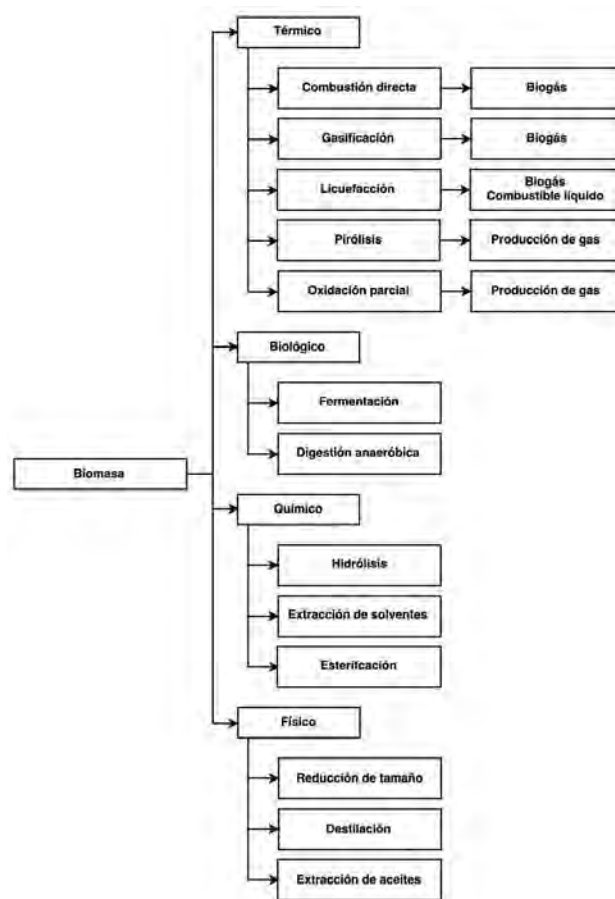 Térmico
Combustión directa
Biogás
Gasificación
Biogás
Licuefacción
Biogás
Combustible líquido
Pirólisis
Producción de gas
Oxidación parcial
Producción de gas
Biológico
Fermentación
Digestión anaeróbica
Biomasa
Químico
Hidrólisis
Extracción de solventes
Esterifcación
Físico
Reducción de tamaño
Destilación
Extracción de aceites